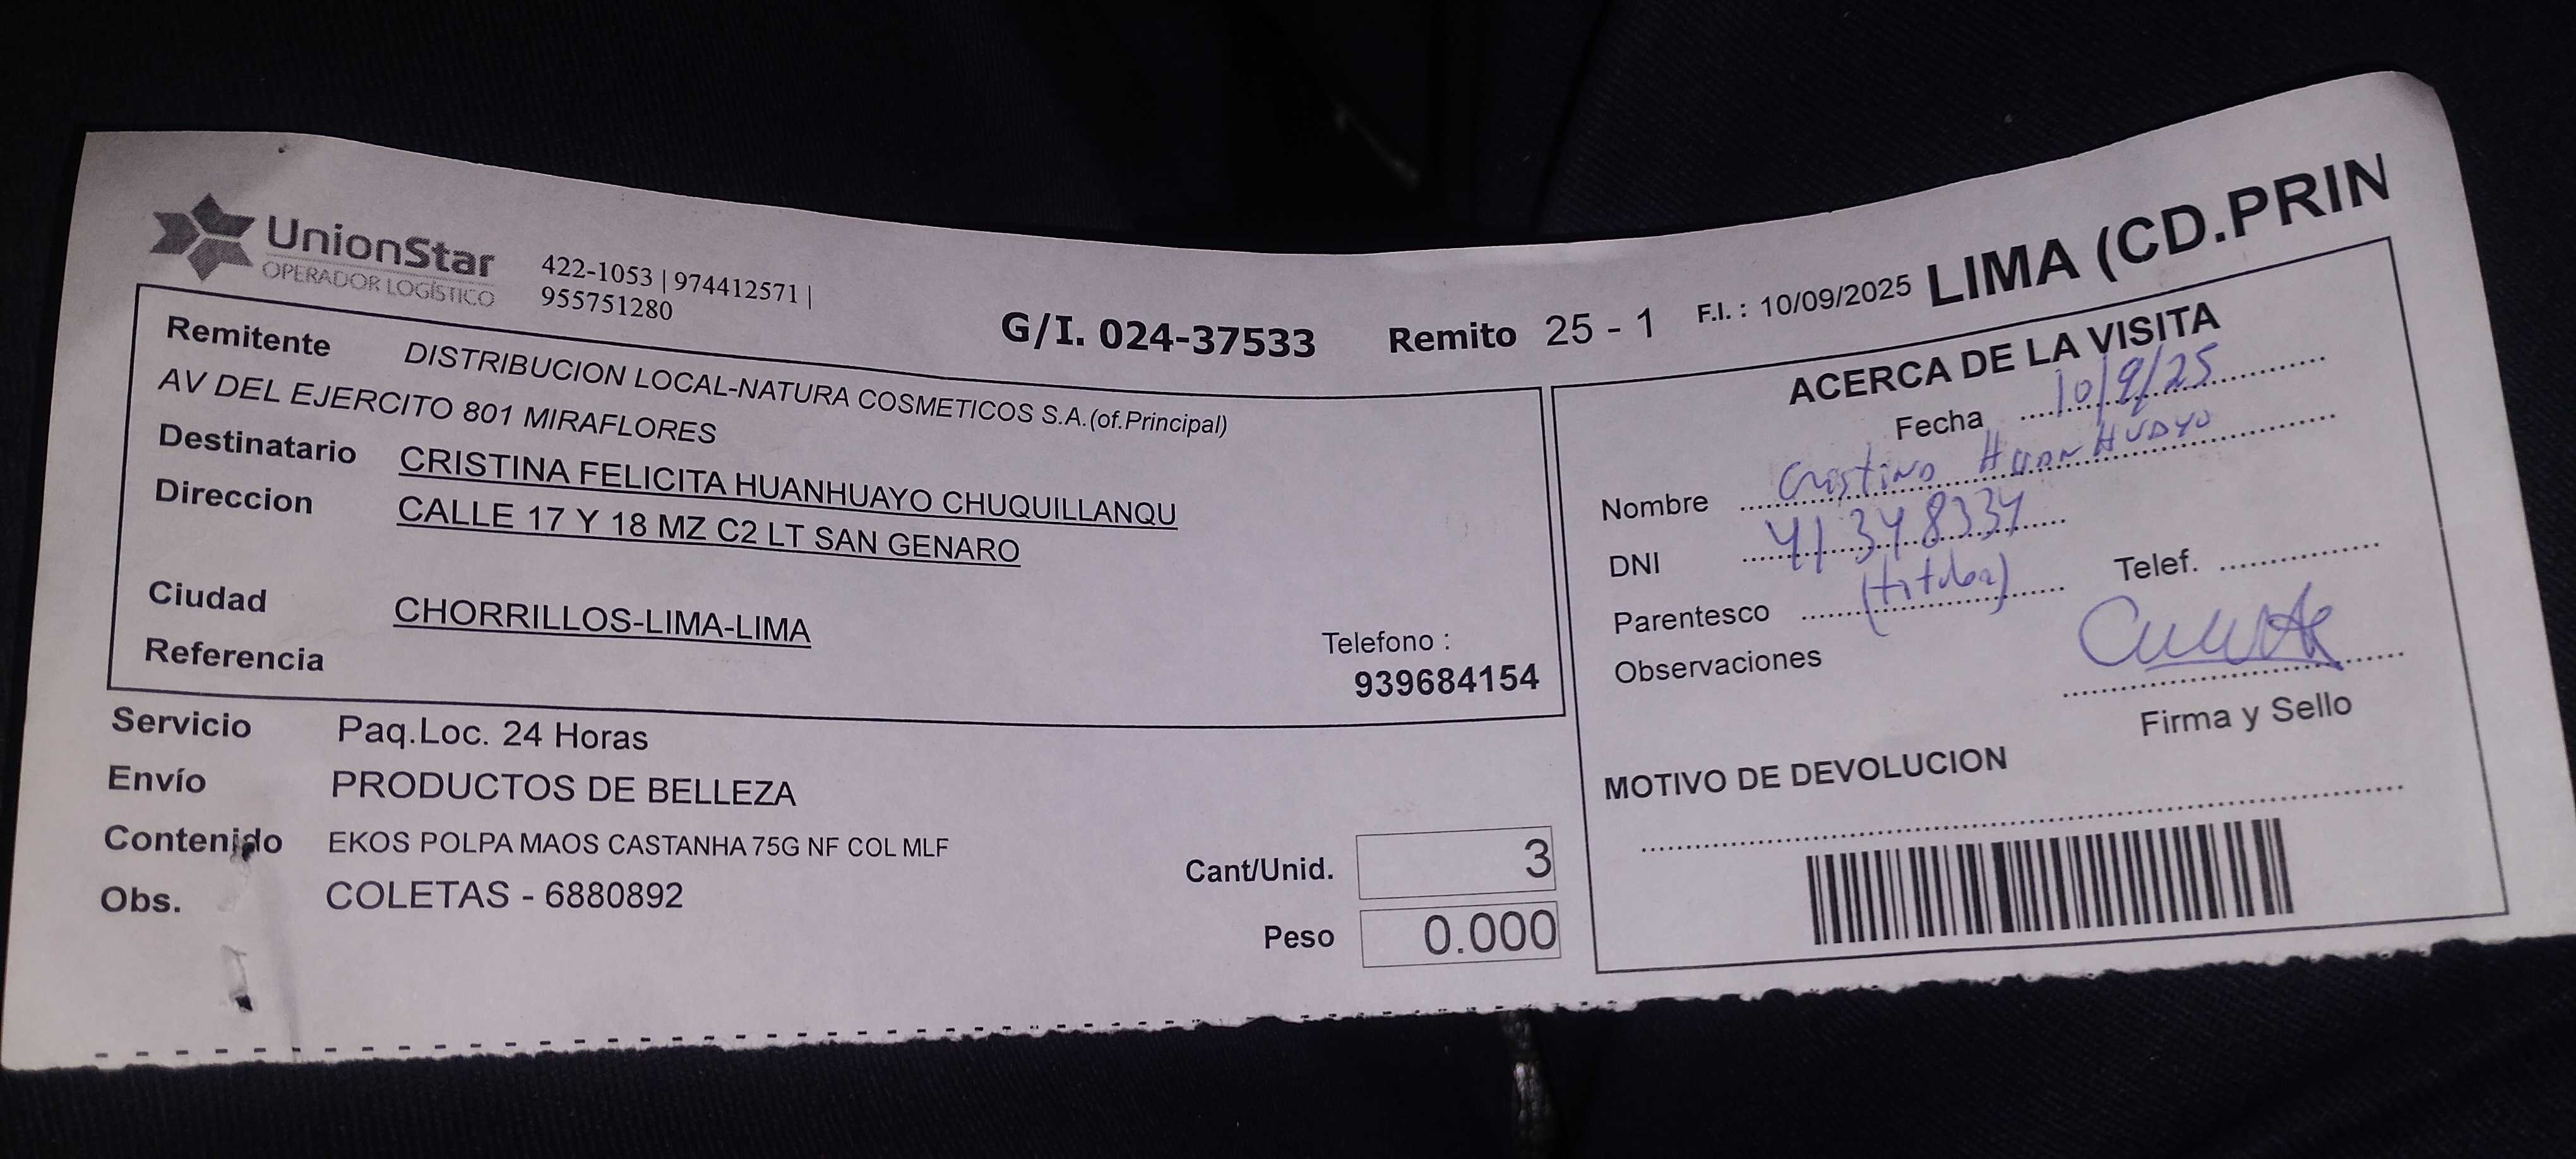 UnionStar
OPERADOR LOGÍSTICO
422-1053 | 974412571 |
955751280
G/I. 024-37533 Remito 25 - 1 F.I. : 10/09/2025 LIMA (CD.PRIN
Remitente DISTRIBUCION LOCAL-NATURA COSMETICOS S.A.(of.Principal)
AV DEL EJERCITO 801 MIRAFLORES
Destinatario CRISTINA FELICITA HUANHUAYO CHUQUILLANQU
Direccion CALLE 17 Y 18 MZ C2 LT SAN GENARO
Ciudad CHORRILLOS-LIMA-LIMA
Referencia
Telefono :
939684154
Servicio Paq.Loc. 24 Horas
Envío PRODUCTOS DE BELLEZA
Contenido EKOS POLPA MAOS CASTANHA 75G NF COL MLF
Obs. COLETAS - 6880892
Cant/Unid. 3
Peso 0.000
ACERCA DE LA VISITA
Fecha 10/9/25
Nombre Cristina Huanhuayo
DNI 41348334
Parentesco (titular) Telef.
Observaciones
Firma y Sello
MOTIVO DE DEVOLUCION